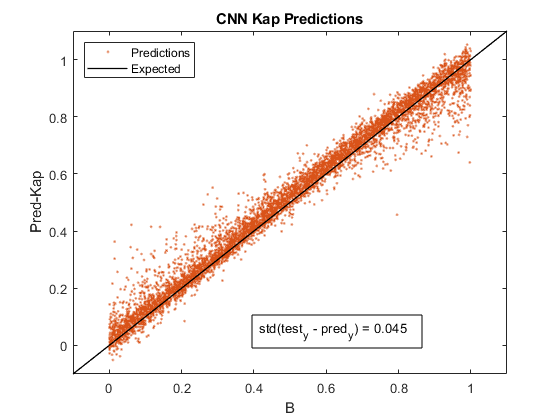 CNN Kap Predictions
Predictions
Expected
Pred-Kap
1
0.8
0.6
0.4
0.2
0
std(test_y - pred_y) = 0.045
0 0.2 0.4 0.6 0.8 1
B